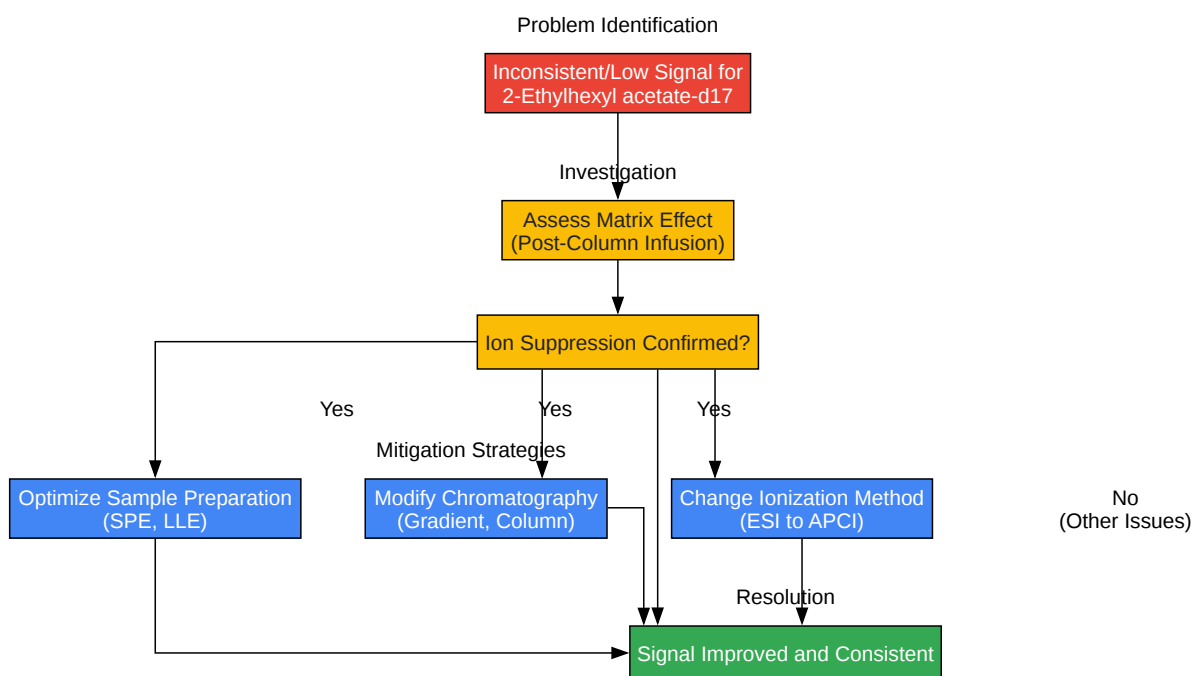 Problem Identification
Inconsistent/Low Signal for
2-Ethylhexyl acetate-d17
Investigation
Assess Matrix Effect
(Post-Column Infusion)
Ion Suppression Confirmed?
Yes
Yes
Yes
Mitigation Strategies
Optimize Sample Preparation
(SPE, LLE)
Modify Chromatography
(Gradient, Column)
Change Ionization Method
(ESI to APCI)
No
(Other Issues)
Resolution
Signal Improved and Consistent